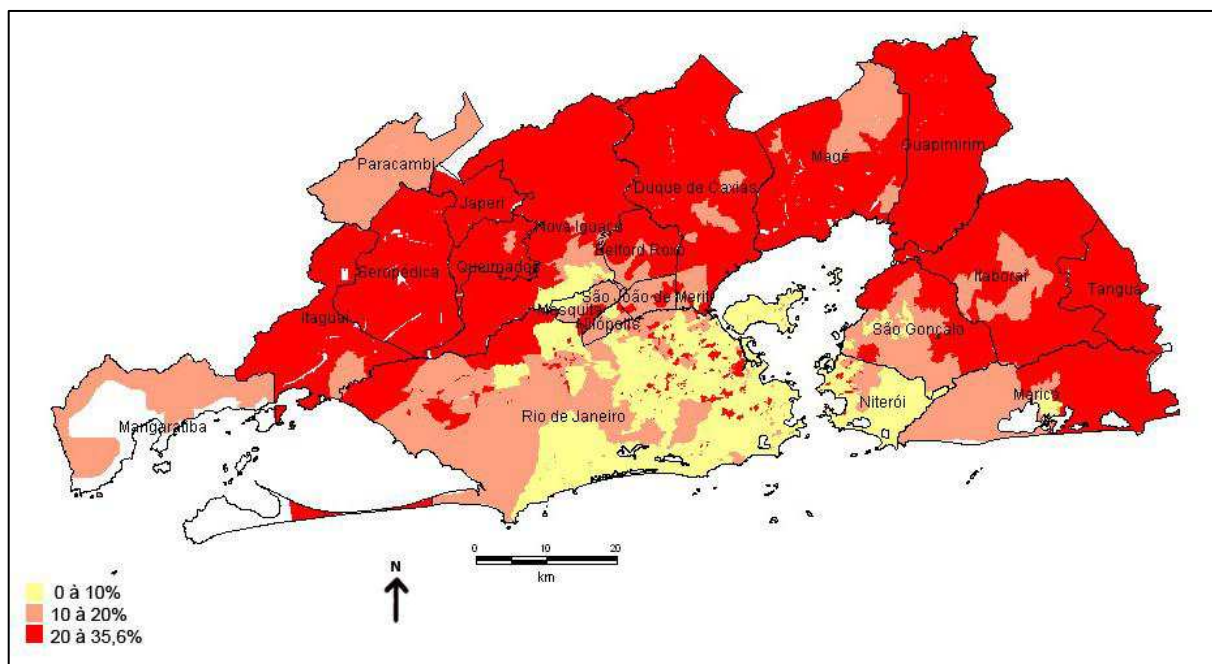 Paracambi
Magé
Guapimirim
Duque de Caxias
Japeri
Nova Iguaçu
Belford Roxo
Seropédica
Queimados
Itaboraí
Tanguá
São João de Meriti
Mesquita
Nilópolis
Itaguaí
São Gonçalo
Niterói
Maricá
Rio de Janeiro
Mangaratiba
0 10 20
km
N
0 à 10%
10 à 20%
20 à 35,6%